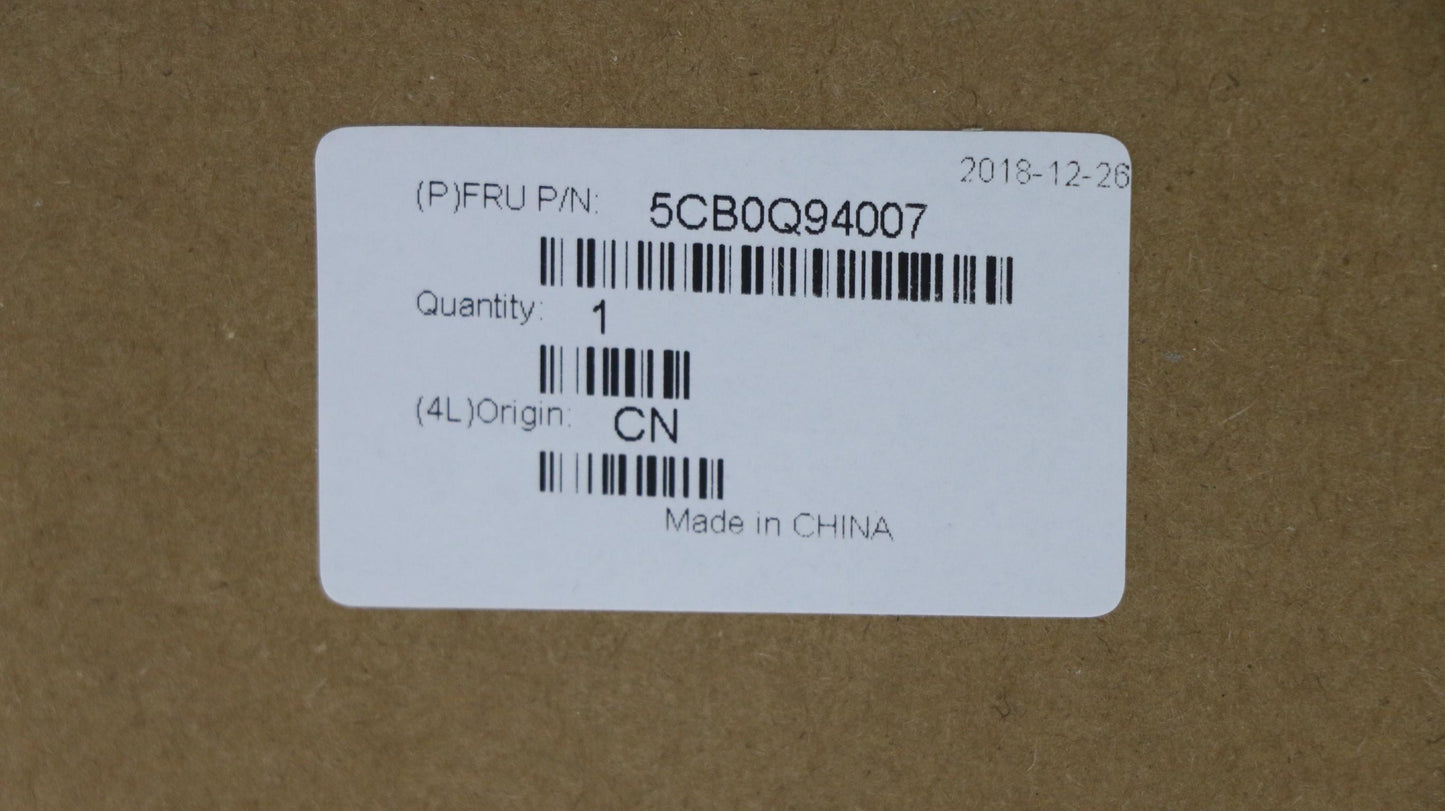 2018-12-26
(P)FRU P/N: 5CB0Q94007
Quantity: 1
(4L)Origin: CN
Made in CHINA